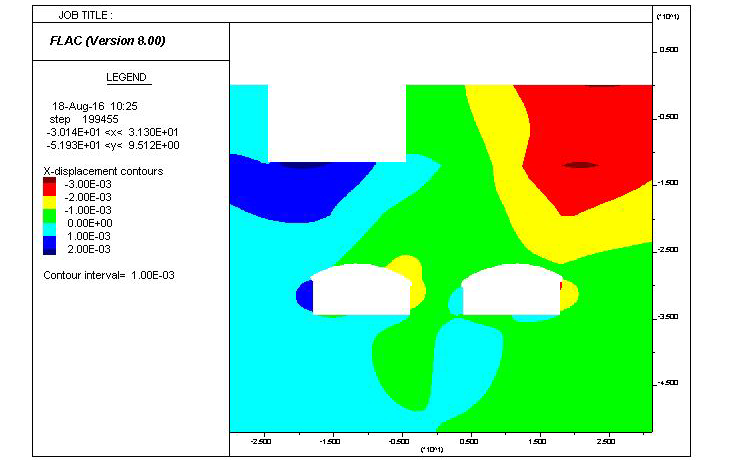 JOB TITLE :
FLAC (Version 8.00)
LEGEND
18-Aug-16 10:25
step 199455
-3.014E+01 <x< 3.130E+01
-5.193E+01 <y< 9.512E+00
X-displacement contours
-3.00E-03
-2.00E-03
-1.00E-03
0.00E+00
1.00E-03
2.00E-03
Contour interval= 1.00E-03
(*10^1)
0.500
-0.500
-1.500
-2.500
-3.500
-4.500
-2.500 -1.500 -0.500 0.500 1.500 2.500
(*10^1)